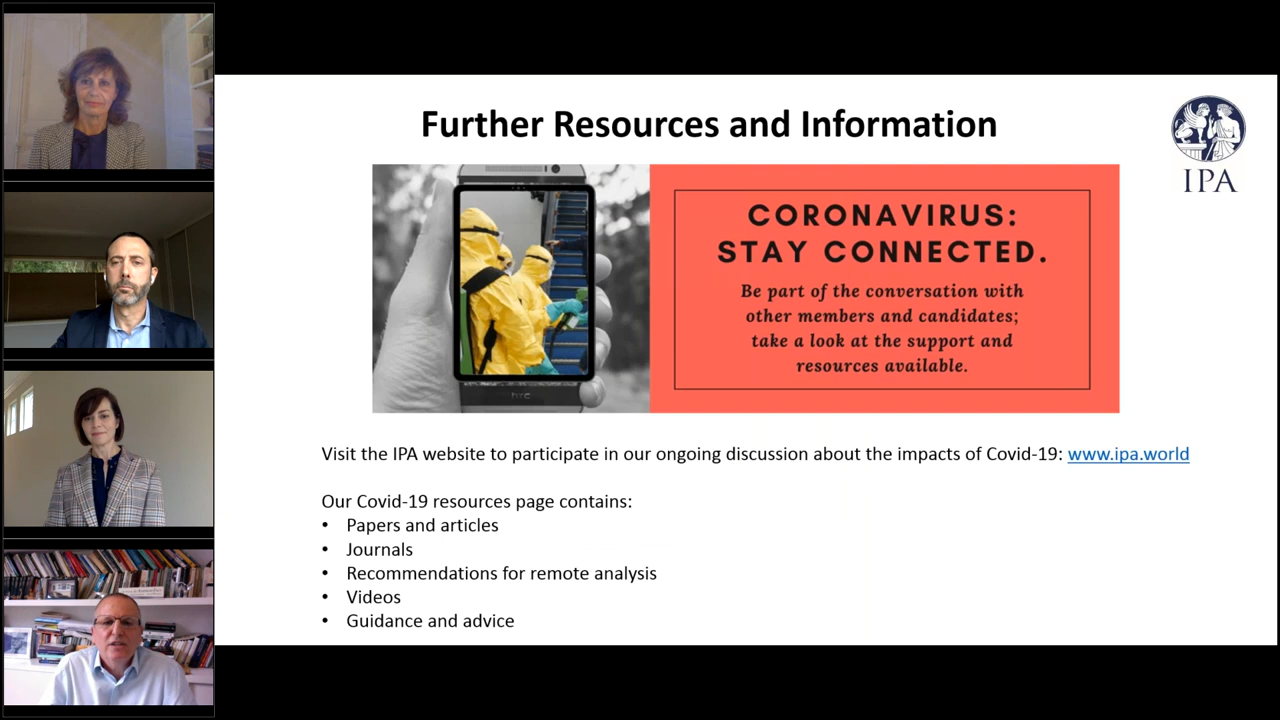 Further Resources and Information
IPA
CORONAVIRUS:
STAY CONNECTED.
Be part of the conversation with
other members and candidates;
take a look at the support and
resources available.
hTC
Visit the IPA website to participate in our ongoing discussion about the impacts of Covid-19: www.ipa.world
Our Covid-19 resources page contains:
• Papers and articles
• Journals
• Recommendations for remote analysis
• Videos
• Guidance and advice